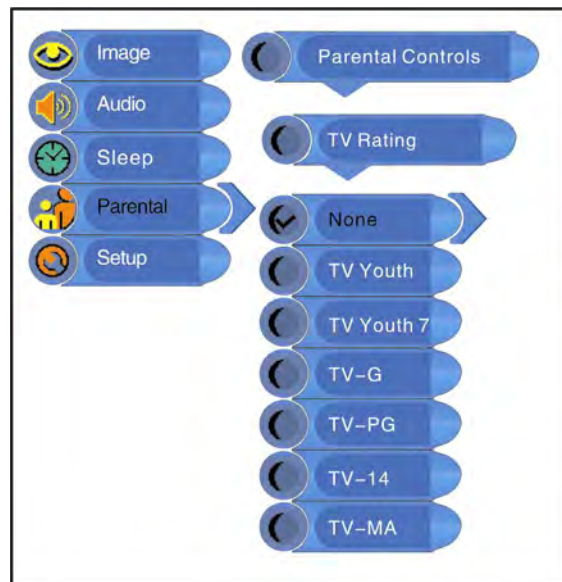 Image
Audio
Sleep
Parental
Setup
Parental Controls
TV Rating
None
TV Youth
TV Youth 7
TV–G
TV–PG
TV–14
TV–MA